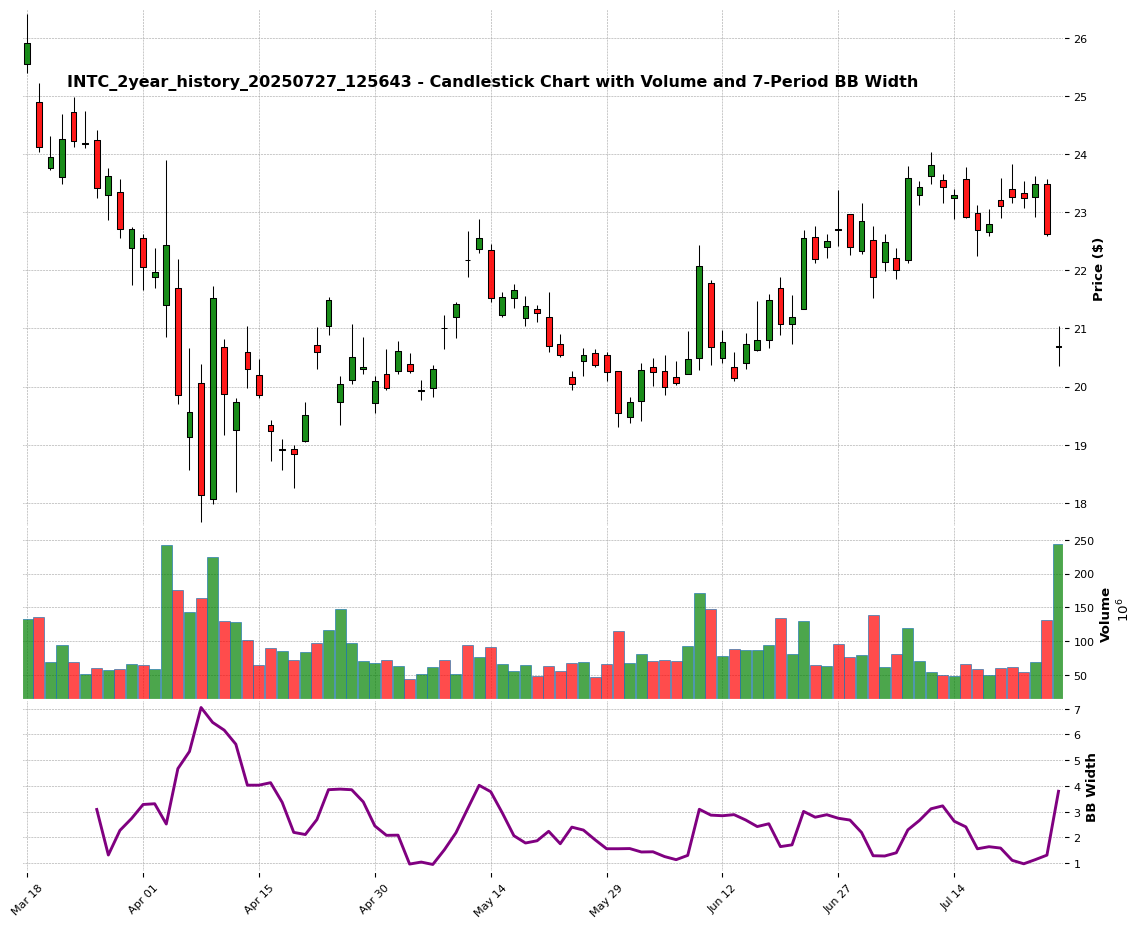 INTC_2year_history_20250727_125643 - Candlestick Chart with Volume and 7-Period BB Width
26
25
24
23
22
21
20
19
18
Price ($)
250
200
150
100
50
Volume
10⁶
7
6
5
4
3
2
1
BB Width
Mar 18
Apr 01
Apr 15
Apr 30
May 14
May 29
Jun 12
Jun 27
Jul 14